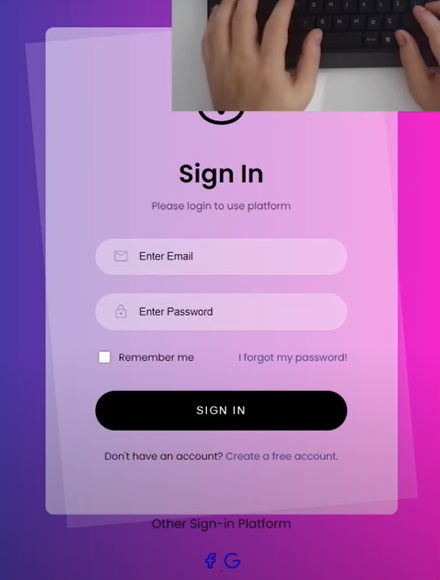 Sign In
Please login to use platform
Enter Email
Enter Password
Remember me
I forgot my password!
SIGN IN
Don't have an account? Create a free account.
Other Sign-in Platform